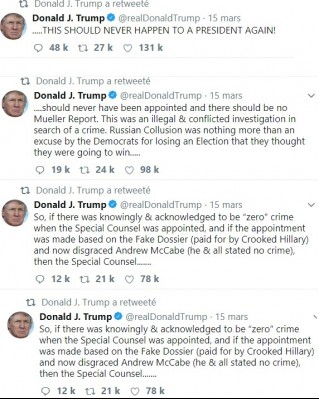 Donald J. Trump a retweeté
Donald J. Trump @realDonaldTrump · 15 mars
.....THIS SHOULD NEVER HAPPEN TO A PRESIDENT AGAIN!
48 k 27 k 131 k
Donald J. Trump a retweeté
Donald J. Trump @realDonaldTrump · 15 mars
....should never have been appointed and there should be no
Mueller Report. This was an illegal & conflicted investigation in
search of a crime. Russian Collusion was nothing more than an
excuse by the Democrats for losing an Election that they thought
they were going to win.....
19 k 24 k 98 k
Donald J. Trump a retweeté
Donald J. Trump @realDonaldTrump · 15 mars
So, if there was knowingly & acknowledged to be “zero” crime
when the Special Counsel was appointed, and if the appointment
was made based on the Fake Dossier (paid for by Crooked Hillary)
and now disgraced Andrew McCabe (he & all stated no crime),
then the Special Counsel.......
12 k 21 k 78 k
Donald J. Trump a retweeté
Donald J. Trump @realDonaldTrump · 15 mars
So, if there was knowingly & acknowledged to be “zero” crime
when the Special Counsel was appointed, and if the appointment
was made based on the Fake Dossier (paid for by Crooked Hillary)
and now disgraced Andrew McCabe (he & all stated no crime),
then the Special Counsel.......
12 k 21 k 78 k